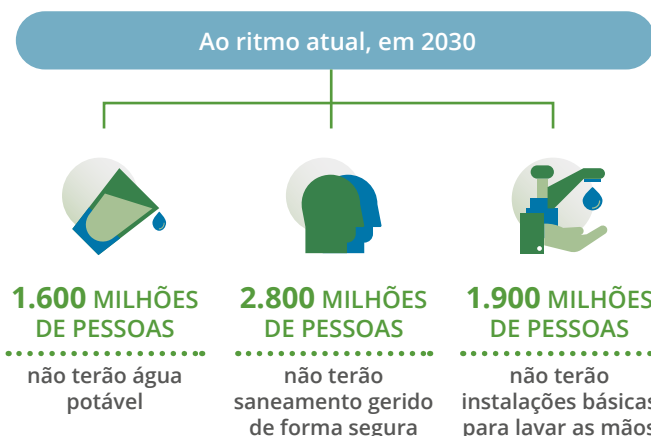 Ao ritmo atual, em 2030
1.600 MILHÕES
DE PESSOAS
não terão água
potável
2.800 MILHÕES
DE PESSOAS
não terão
saneamento gerido
de forma segura
1.900 MILHÕES
DE PESSOAS
não terão
instalações básicas
para lavar as mãos